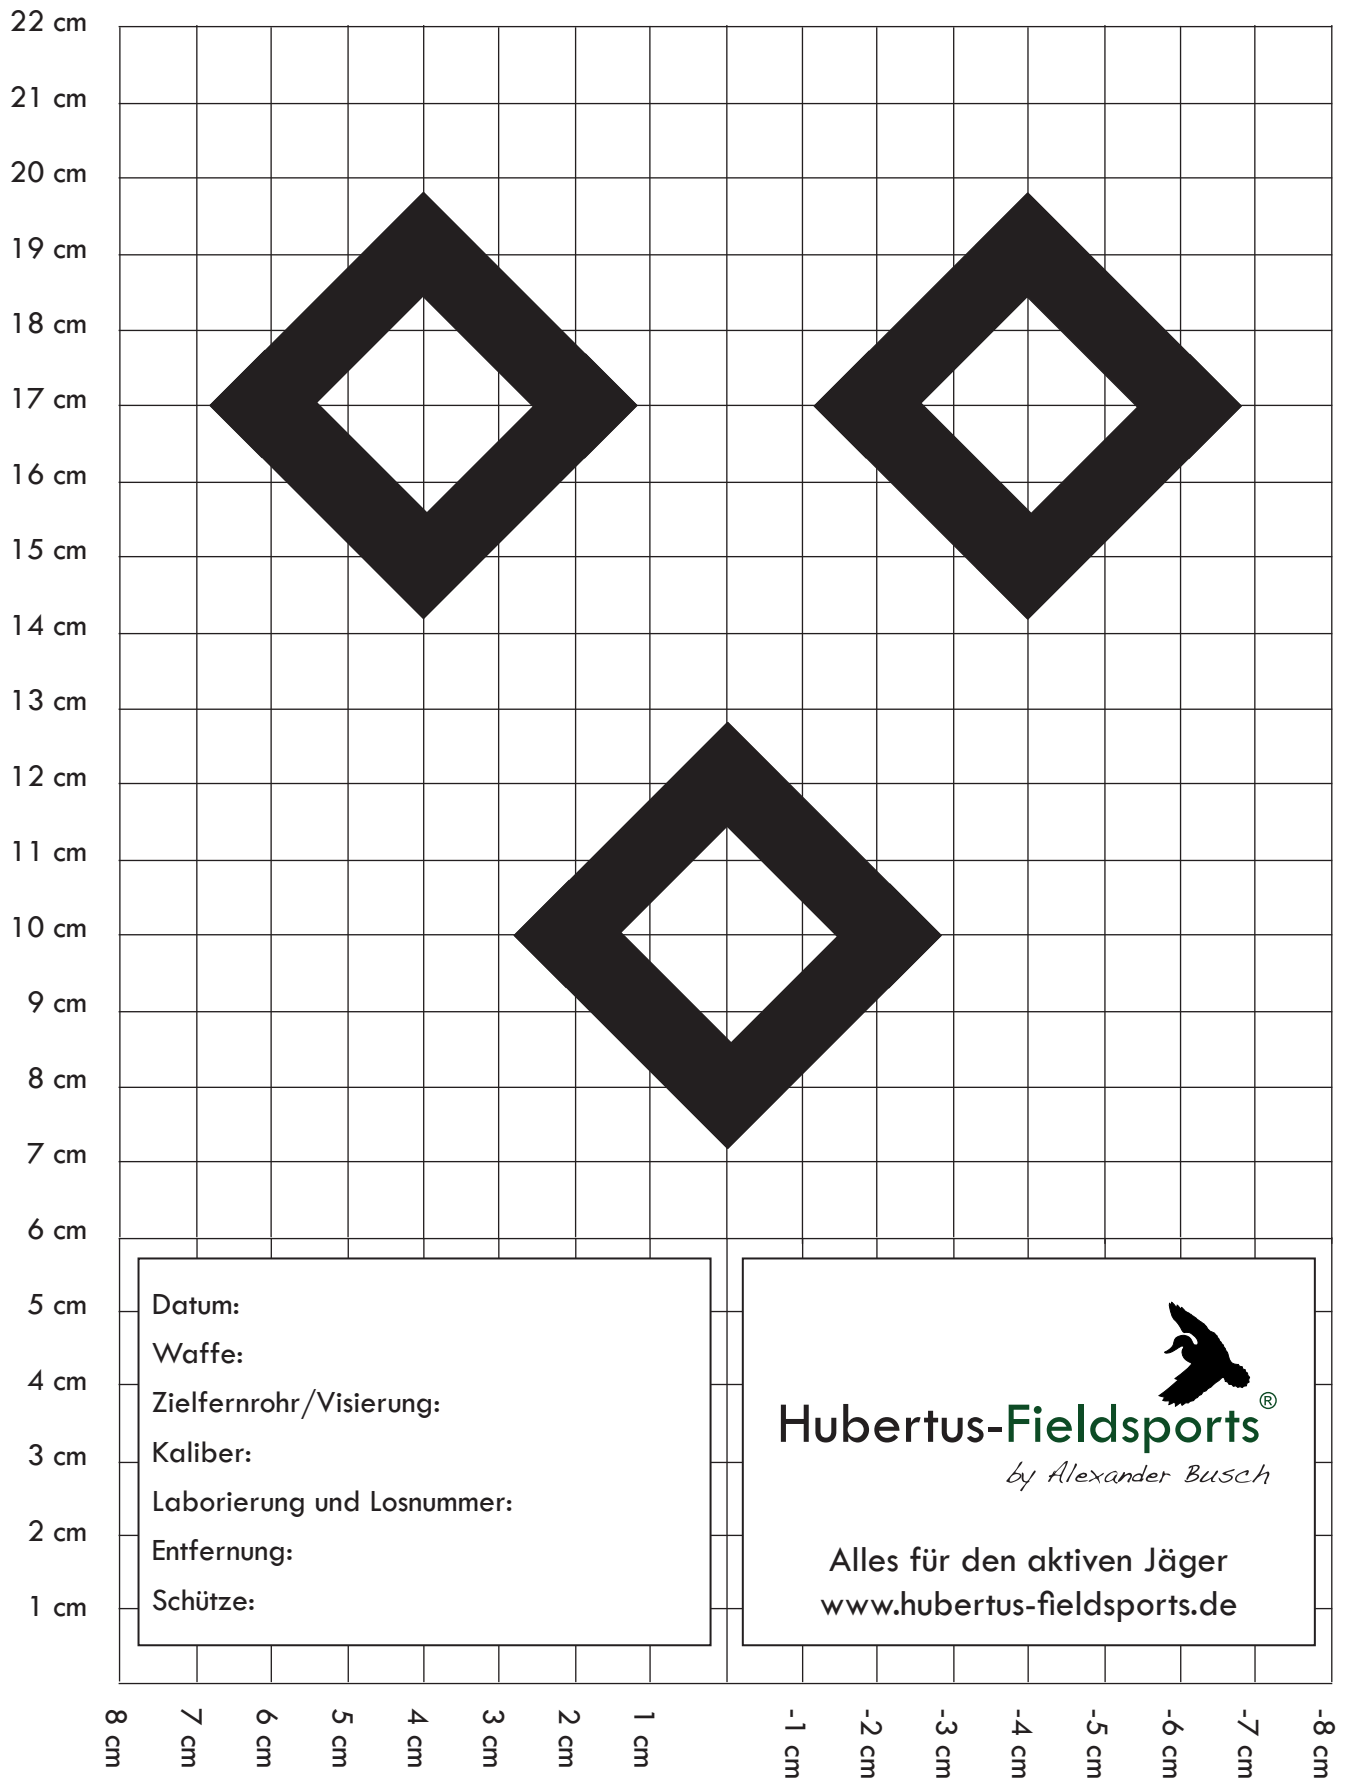 22 cm
21 cm
20 cm
19 cm
18 cm
17 cm
16 cm
15 cm
14 cm
13 cm
12 cm
11 cm
10 cm
9 cm
8 cm
7 cm
6 cm
5 cm
4 cm
3 cm
2 cm
1 cm
Datum:
Waffe:
Zielfernrohr/Visierung:
Kaliber:
Laborierung und Losnummer:
Entfernung:
Schütze:
Hubertus-Fieldsports®
by Alexander Busch
Alles für den aktiven Jäger
www.hubertus-fieldsports.de
8 cm
7 cm
6 cm
5 cm
4 cm
3 cm
2 cm
1 cm
-1 cm
-2 cm
-3 cm
-4 cm
-5 cm
-6 cm
-7 cm
-8 cm